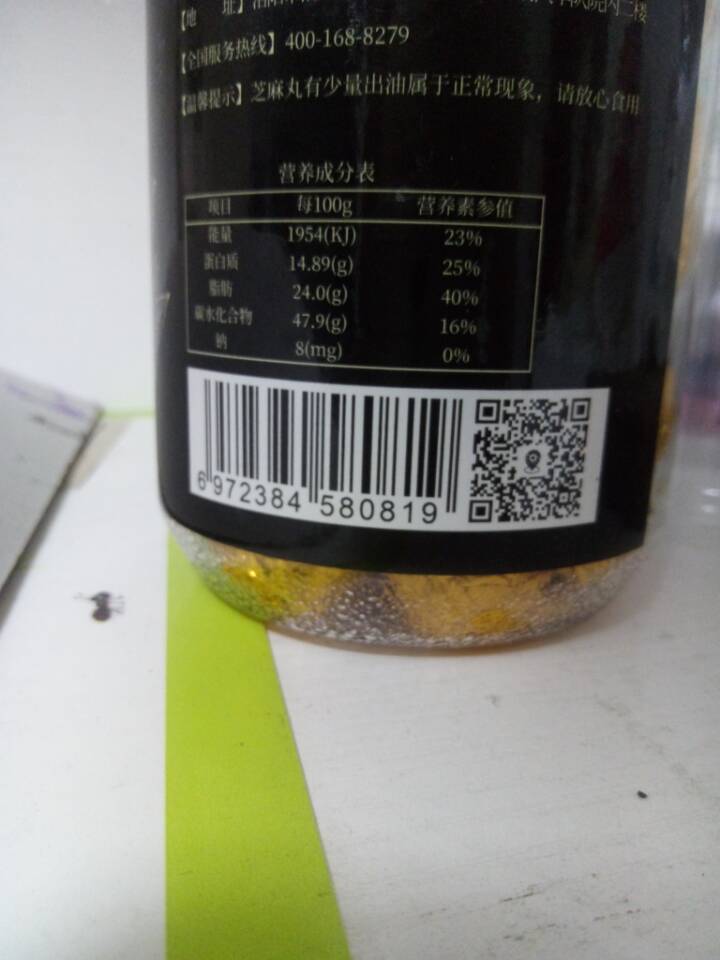 【地 址】
【全国服务热线】400-168-8279
【温馨提示】芝麻丸有少量出油属于正常现象，请放心食用
营养成分表
项目 每100g 营养素参值
能量 1954(KJ) 23%
蛋白质 14.89(g) 25%
脂肪 24.0(g) 40%
碳水化合物 47.9(g) 16%
钠 8(mg) 0%
6 972384 580819